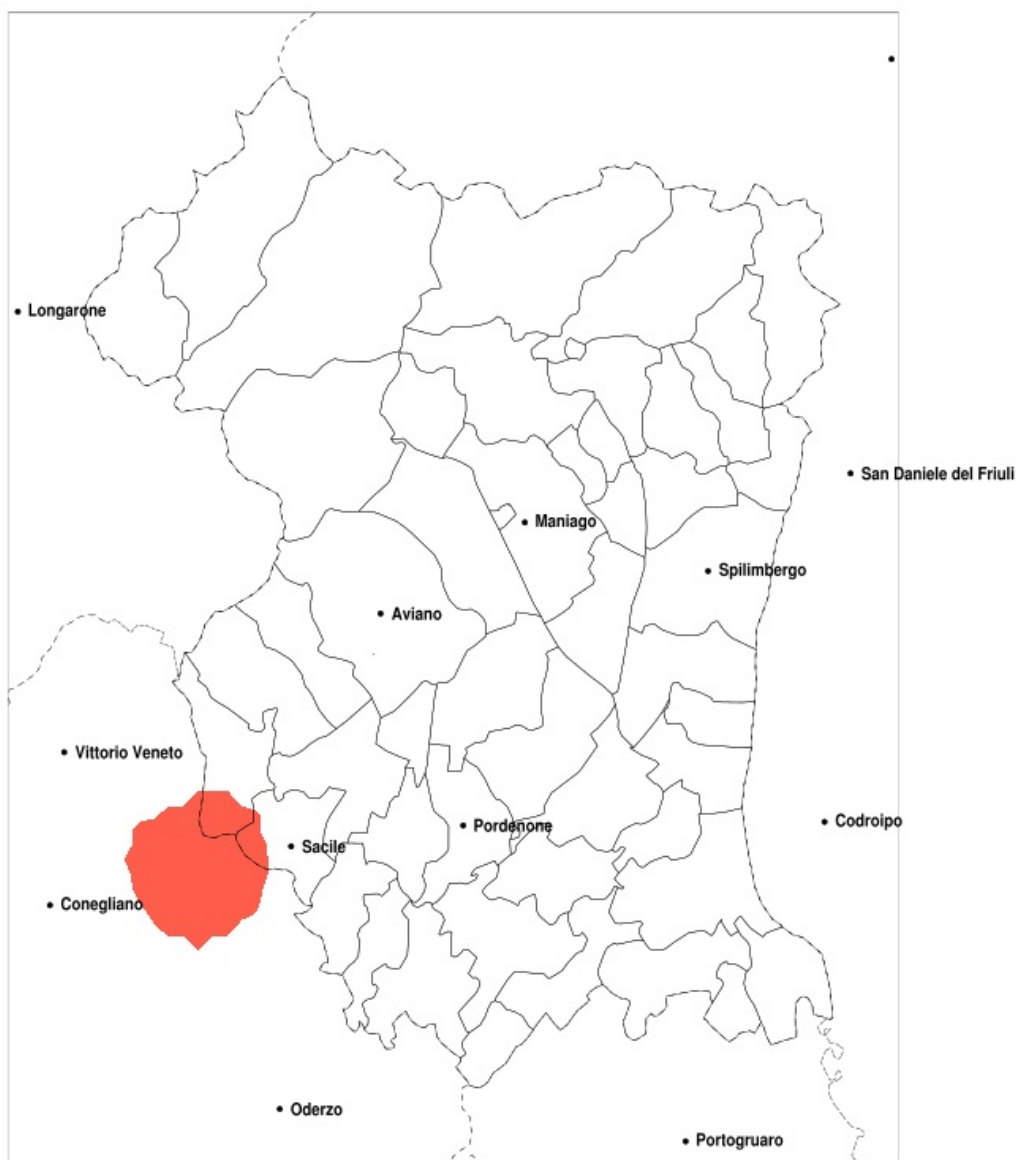 Longarone
San Daniele del Friuli
Maniago
Spilimbergo
Aviano
Vittorio Veneto
Codroipo
Pordenone
Sacile
Conegliano
Oderzo
Portogruaro